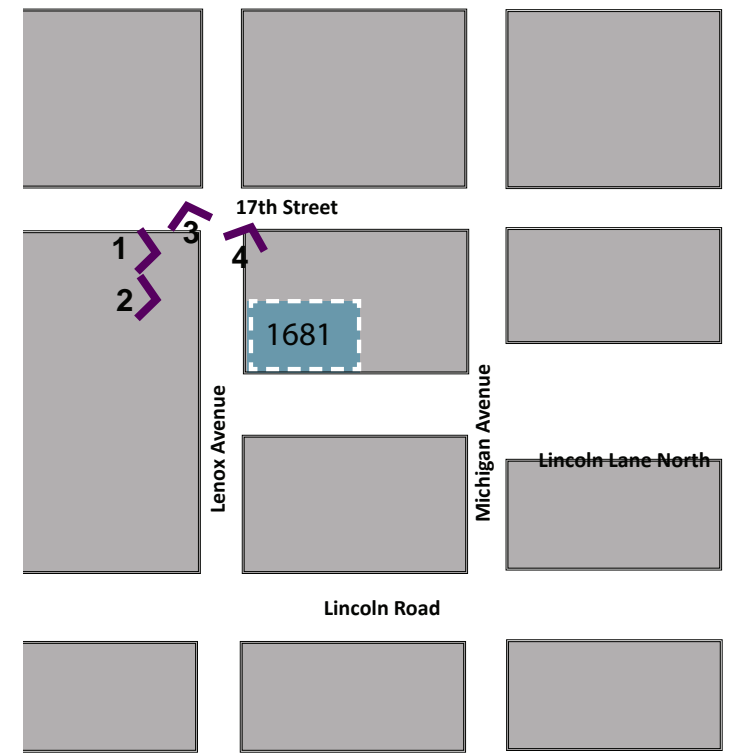 17th Street
1
3
4
2
1681
Lenox Avenue
Michigan Avenue
Lincoln Lane North
Lincoln Road